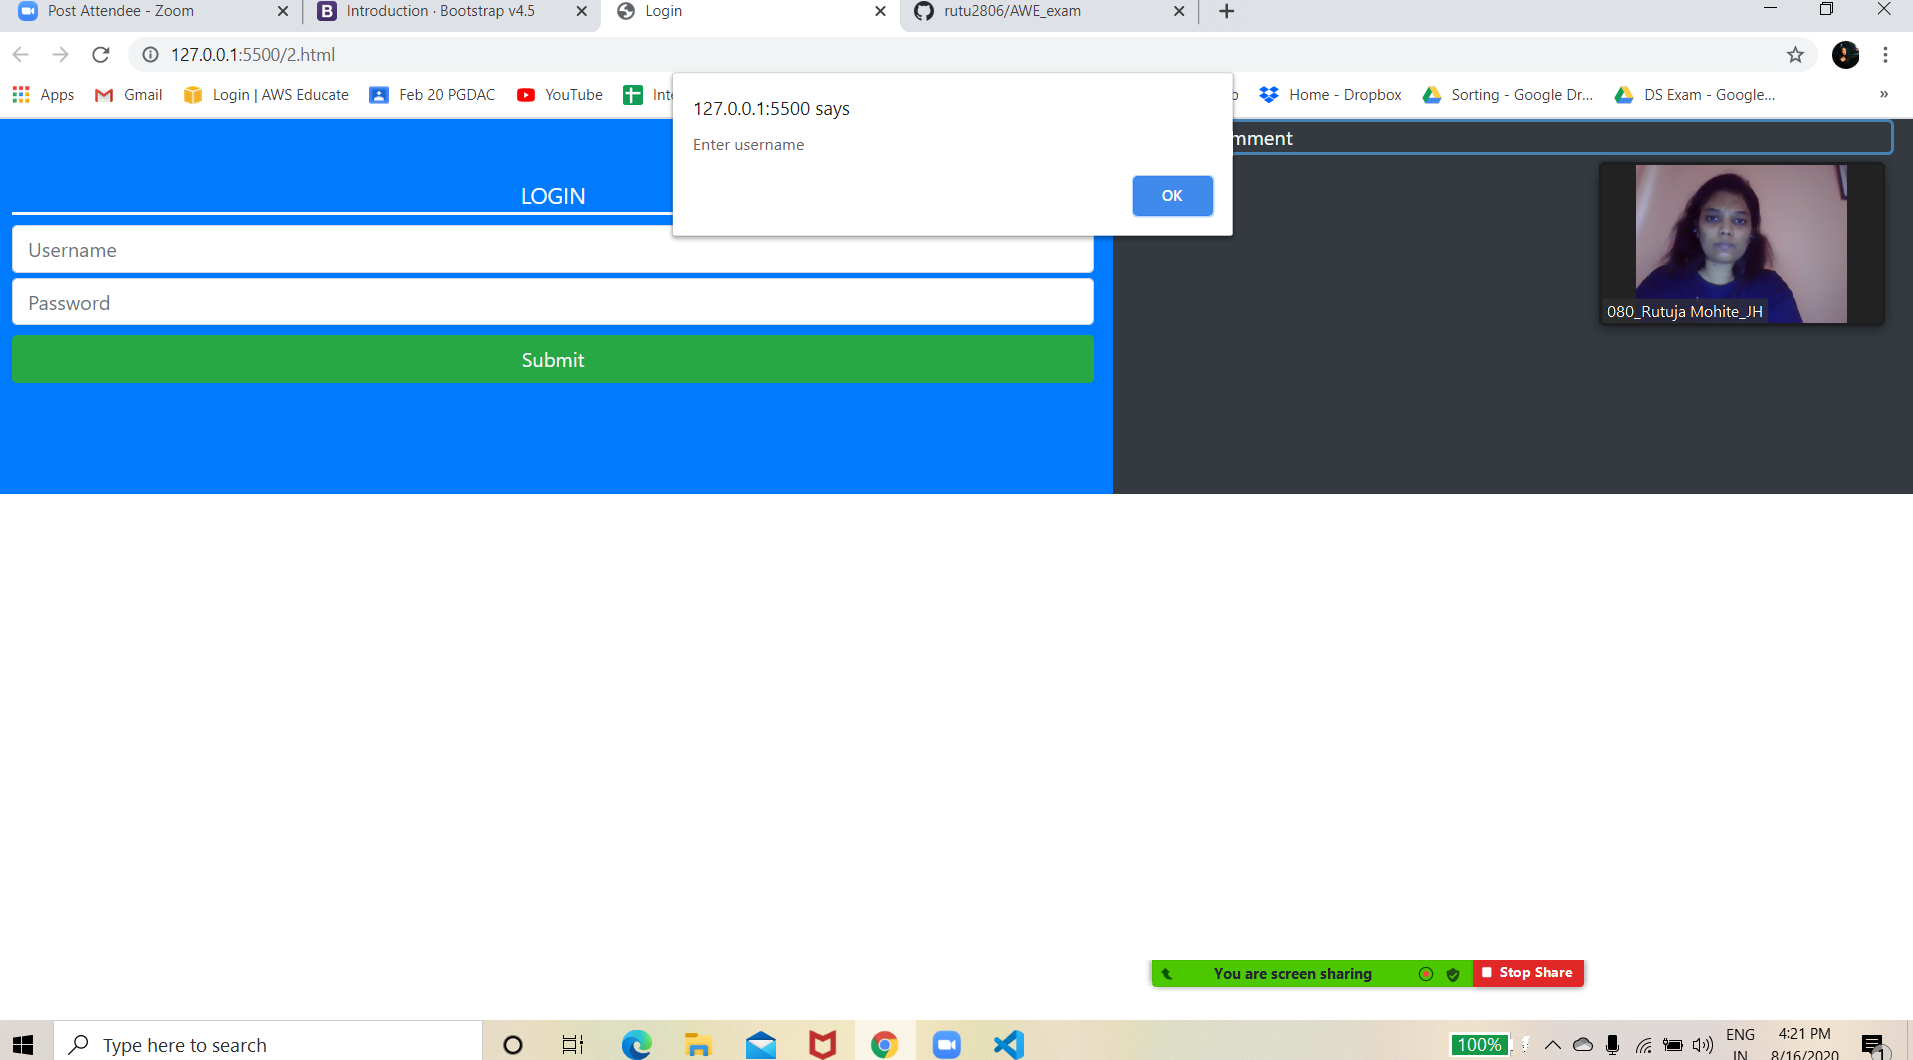 Post Attendee - Zoom
Introduction · Bootstrap v4.5
Login
rutu2806/AWE_exam
127.0.0.1:5500/2.html
Apps
Gmail
Login | AWS Educate
Feb 20 PGDAC
YouTube
Home - Dropbox
Sorting - Google Dr...
DS Exam - Google...
»
127.0.0.1:5500 says
Enter username
OK
mment
LOGIN
Username
Password
Submit
080_Rutuja Mohite_JH
You are screen sharing
Stop Share
Type here to search
100%
ENG
IN
4:21 PM
8/16/2020
1